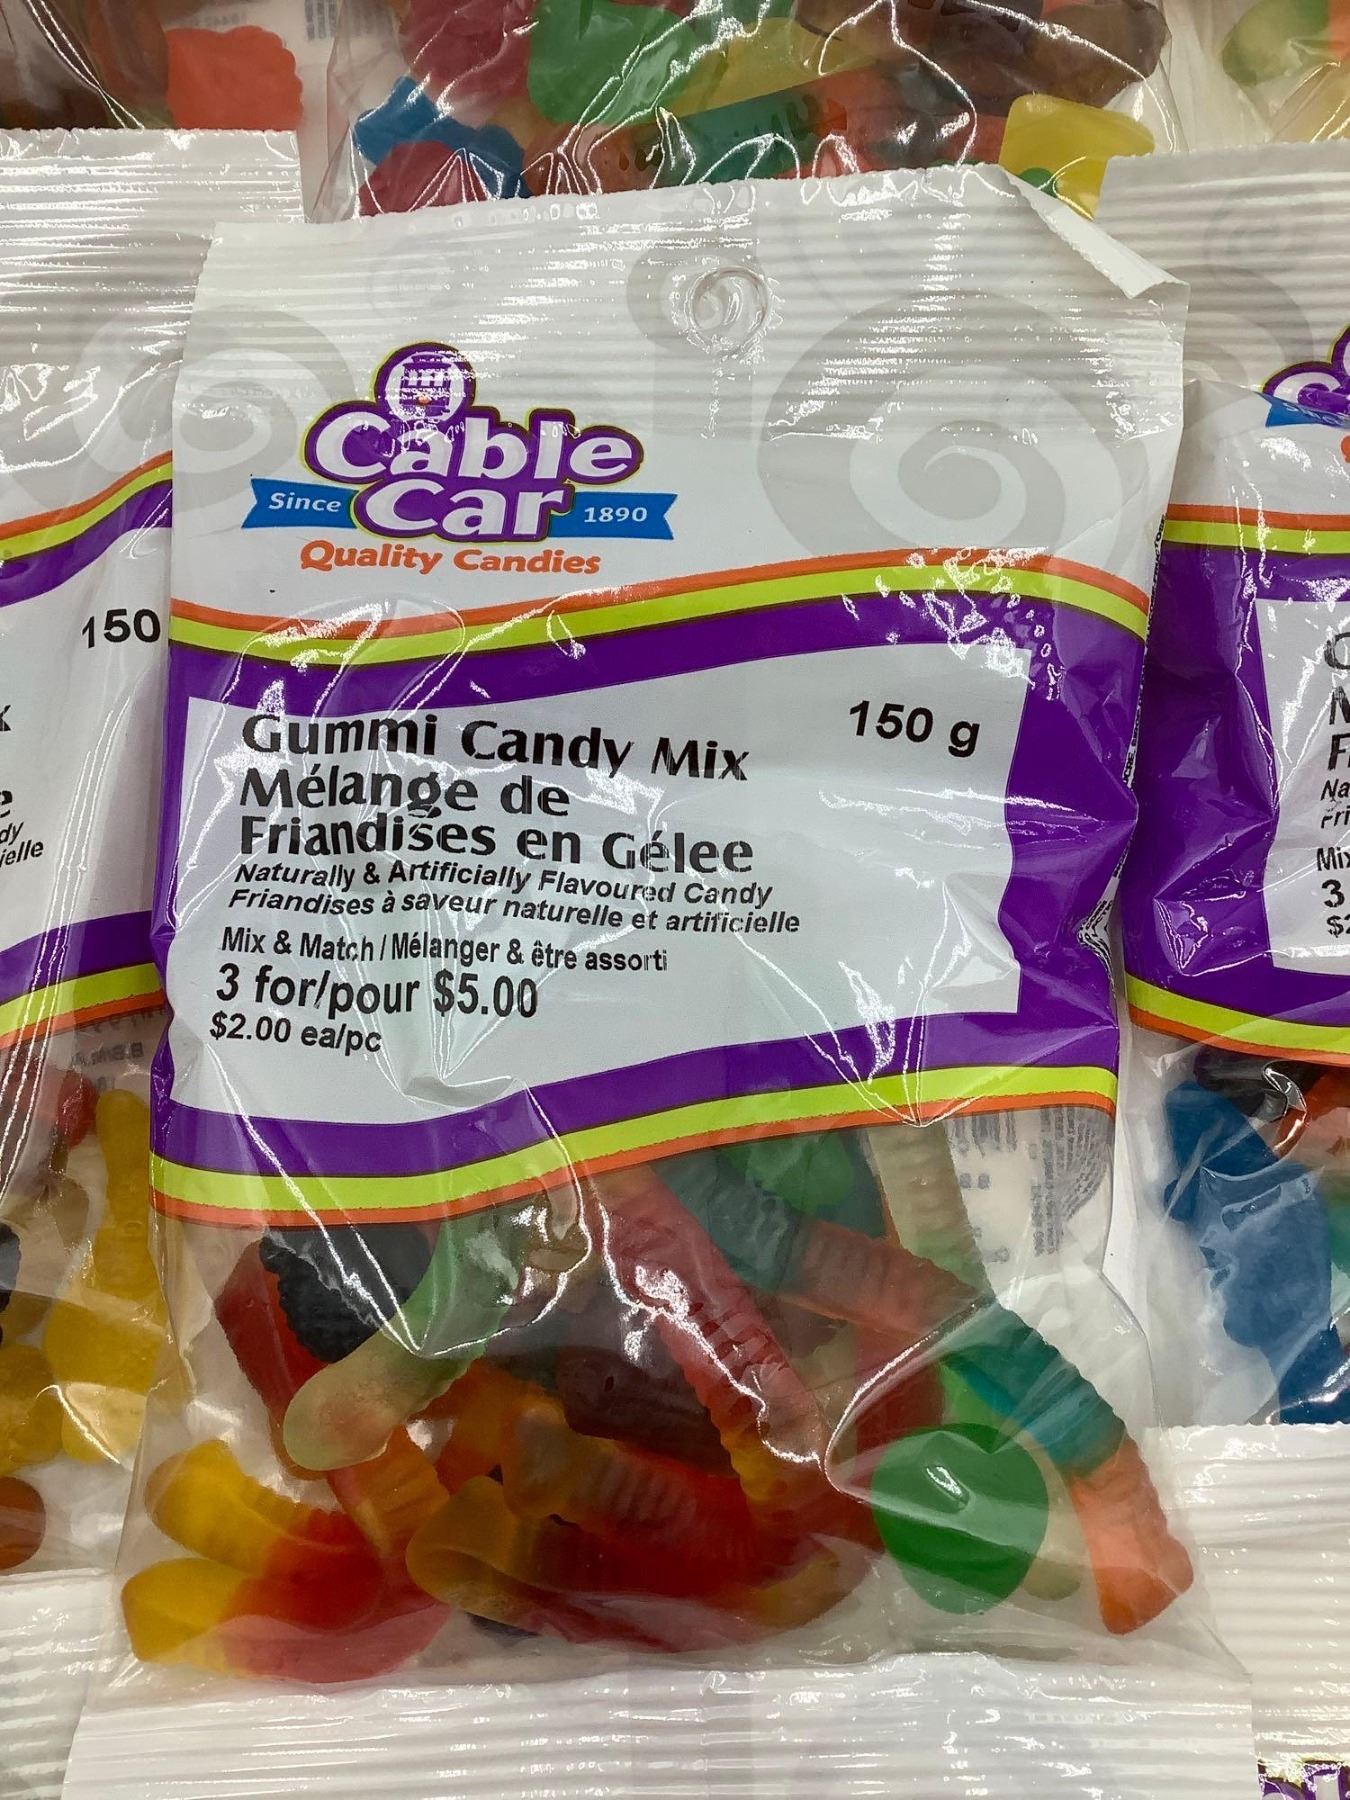 Cable
Since Car 1890
Quality Candies
150 g
Gummi Candy Mix
Mélange de
Friandises en Gélee
Naturally & Artificially Flavoured Candy
Friandises à saveur naturelle et artificielle
Mix & Match / Mélanger & être assorti
3 for/pour $5.00
$2.00 ea/pc
150